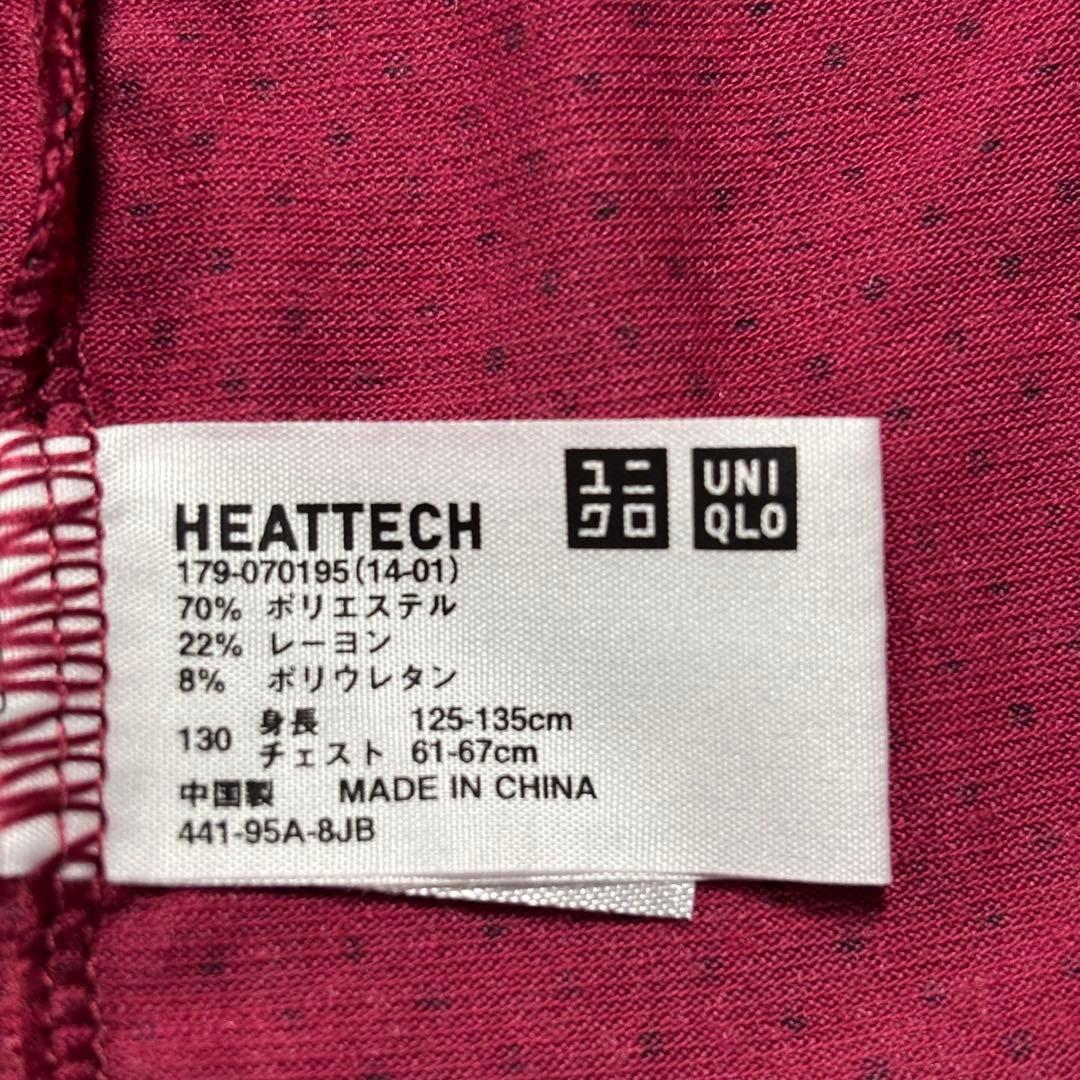 ユニ
クロ
UNI
QLO
HEATTECH
179-070195(14-01)
70% ポリエステル
22% レーヨン
8% ポリウレタン
130 身長 125-135cm
チェスト 61-67cm
中国製 MADE IN CHINA
441-95A-8JB